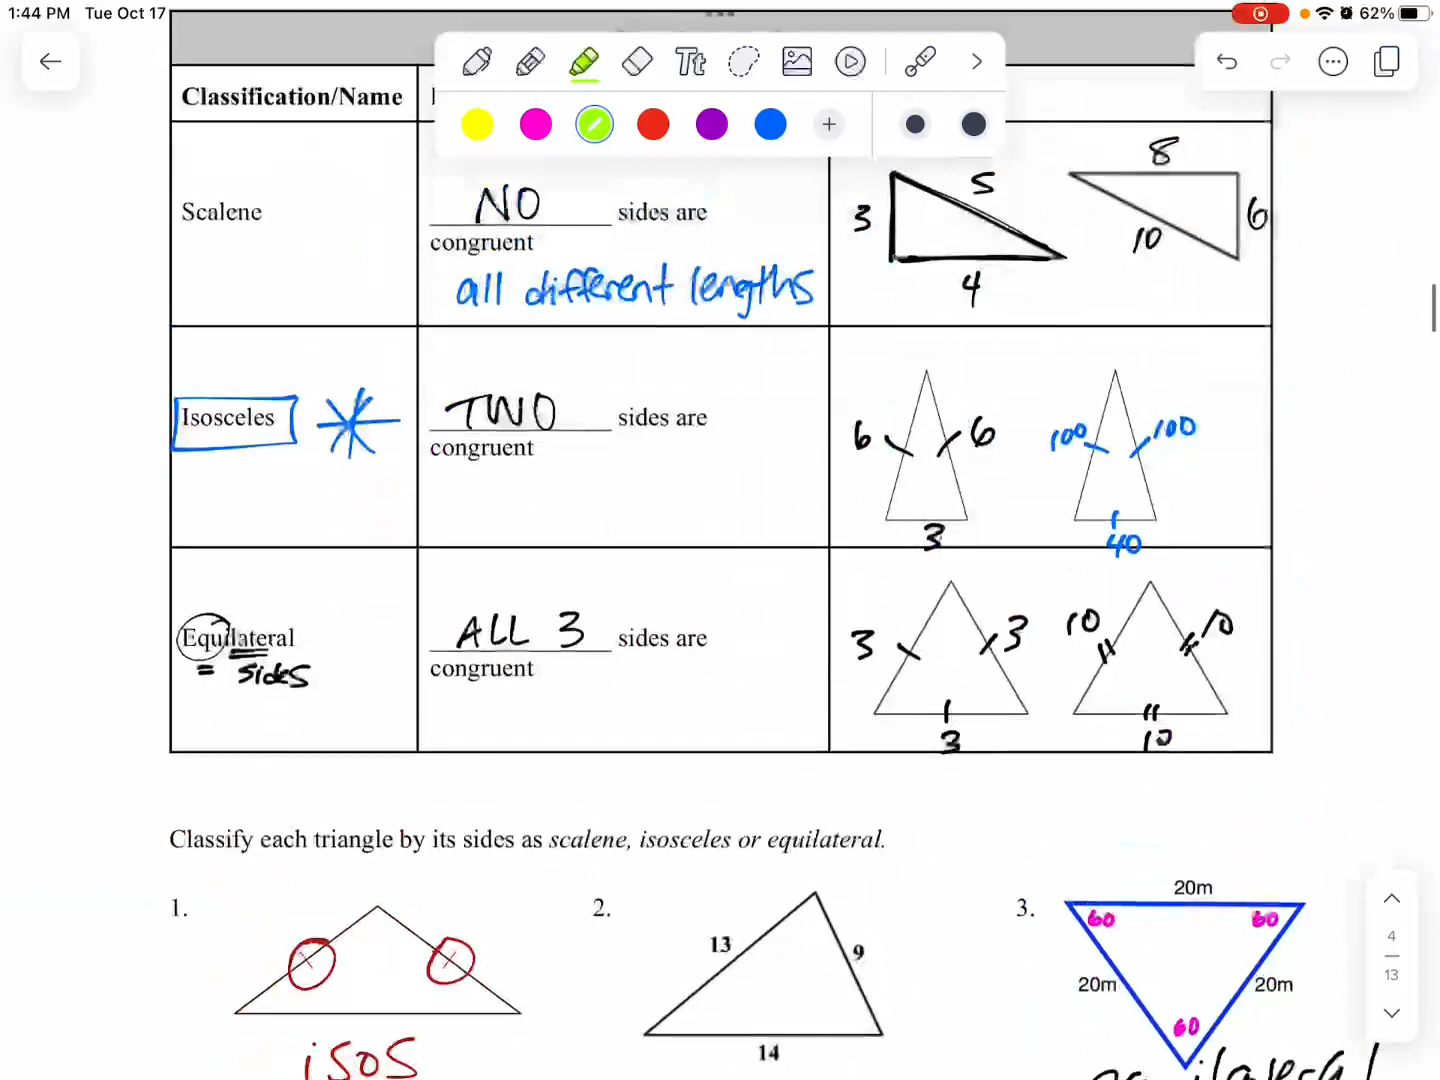 1:44 PM Tue Oct 17
62%
Tt
Classification/Name
Scalene
NO sides are
congruent
all different lengths
3
5
4
8
6
10
Isosceles
TWO sides are
congruent
6
6
3
100
100
40
Equilateral
= sides
ALL 3 sides are
congruent
3
3
3
10
10
10
Classify each triangle by its sides as scalene, isosceles or equilateral.
1.
isos
2.
13
9
14
3.
20m
60
60
20m
20m
60
4
13